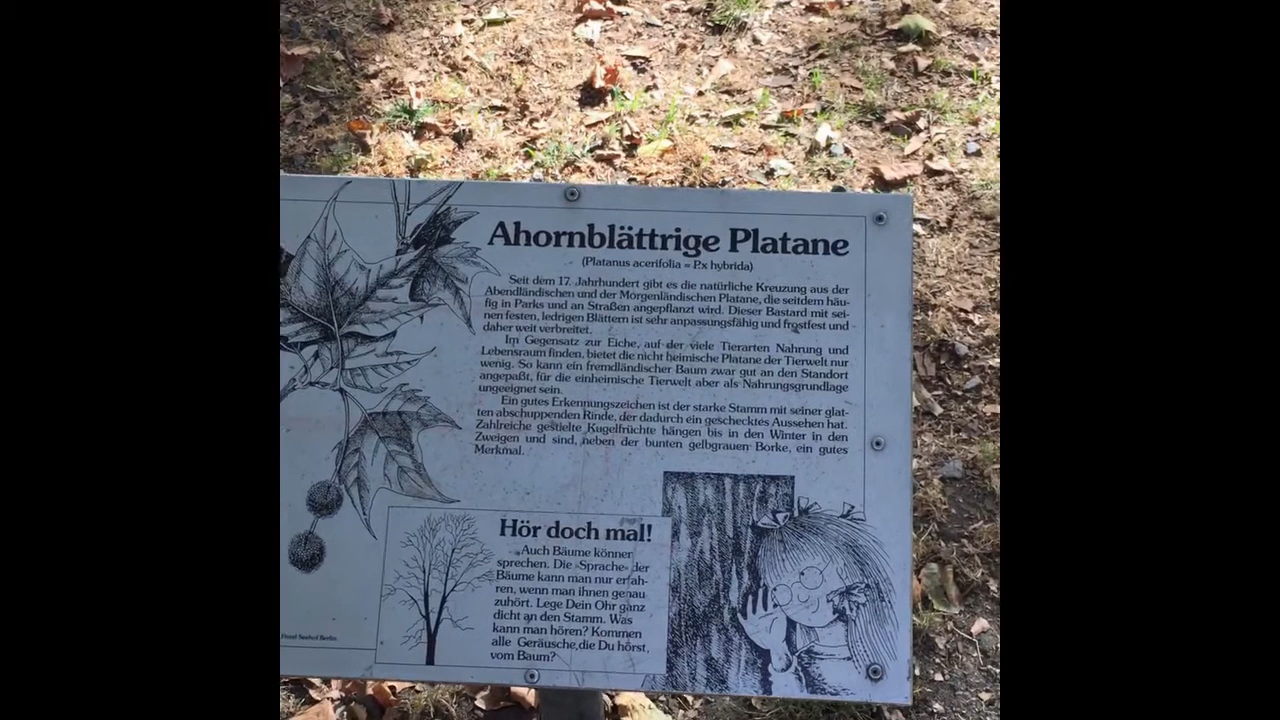 Ahornblättrige Platane
(Platanus acerifolia = P.x hybrida)
Seit dem 17. Jahrhundert gibt es die natürliche Kreuzung aus der
Abendländischen und der Morgenländischen Platane, die seitdem häu-
fig in Parks und an Straßen angepflanzt wird. Dieser Bastard mit sei-
nen festen, ledrigen Blättern ist sehr anpassungsfähig und frostfest und
daher weit verbreitet.
Im Gegensatz zur Eiche, auf der viele Tierarten Nahrung und
Lebensraum finden, bietet die nicht heimische Platane der Tierwelt nur
wenig. So kann ein fremdländischer Baum zwar gut an den Standort
angepaßt, für die einheimische Tierwelt aber als Nahrungsgrundlage
ungeeignet sein.
Ein gutes Erkennungszeichen ist der starke Stamm mit seiner glat-
ten abschuppenden Rinde, der dadurch ein geschecktes Aussehen hat.
Zahlreiche gestielte Kugelfrüchte hängen bis in den Winter in den
Zweigen und sind, neben der bunten gelbgrauen Borke, ein gutes
Merkmal.
Hör doch mal!
Auch Bäume können
sprechen. Die Sprache der
Bäume kann man nur erfah-
ren, wenn man ihnen genau
zuhört. Lege Dein Ohr ganz
dicht an den Stamm. Was
kann man hören? Kommen
alle Geräusche, die Du hörst,
vom Baum?
Berlin